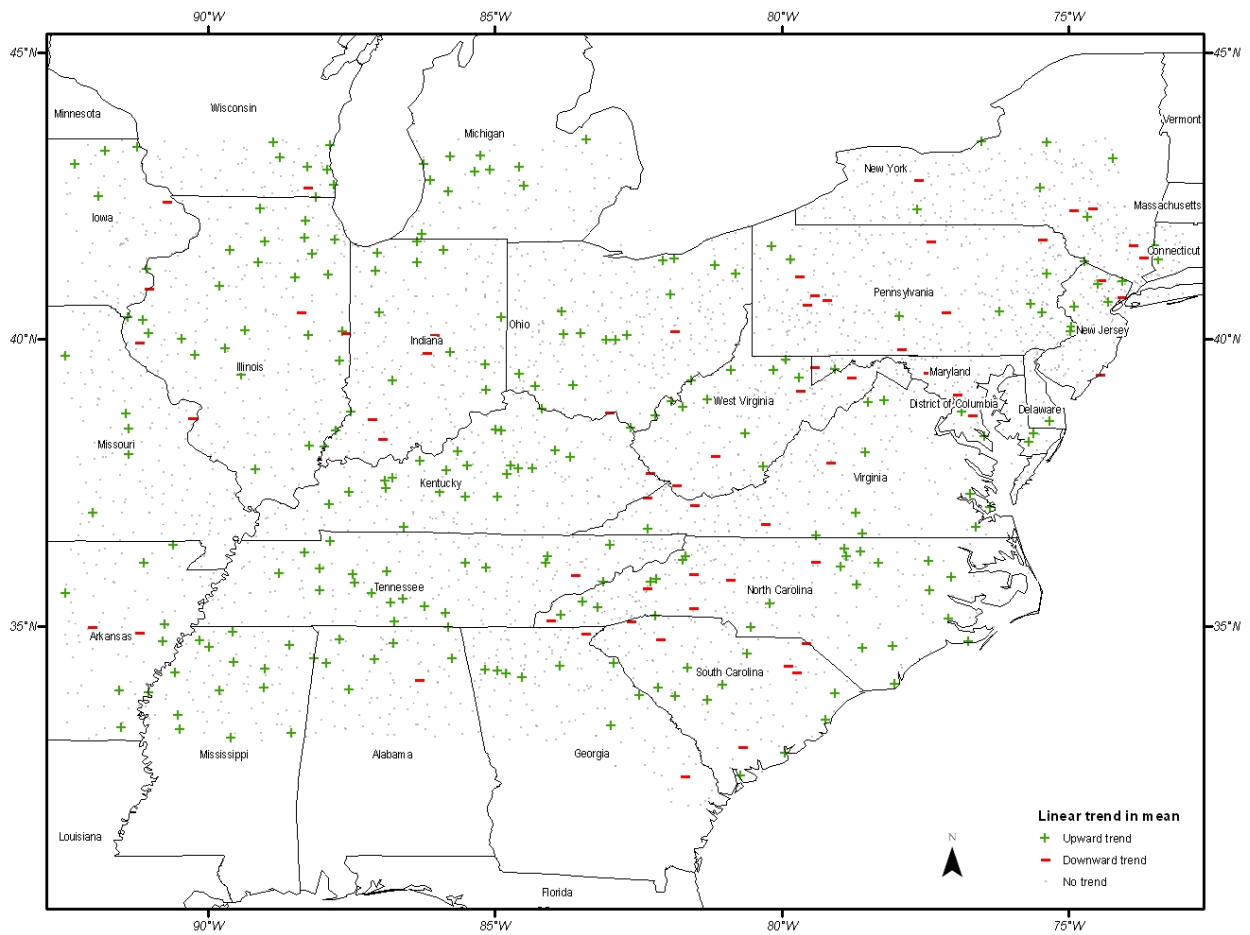 90°W 85°W 80°W 75°W
45°N 45°N
Wisconsin
Minnesota
Vermont
Michigan
New York
Massachusetts
Iowa
Connecticut
Pennsylvania
Ohio
New Jersey
40°N 40°N
Indiana
Illinois
Maryland
West Virginia
District of Columbia
Delaware
Missouri
Virginia
Kentucky
Tennessee
North Carolina
35°N 35°N
Arkansas
South Carolina
Mississippi
Alabama
Georgia
Louisiana
Florida
Linear trend in mean
Upward trend
Downward trend
No trend
N
90°W 85°W 80°W 75°W